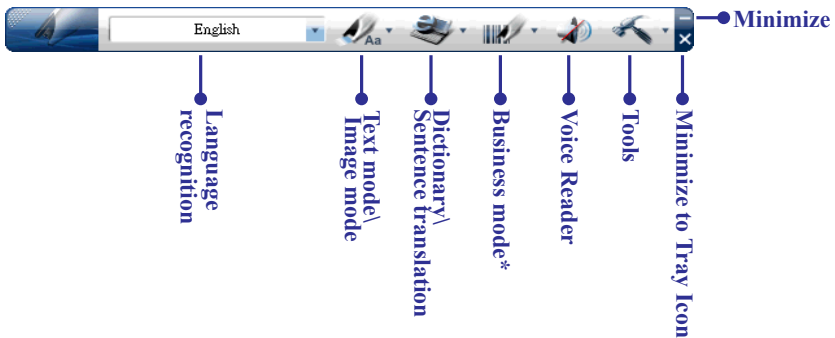 English
Aa
Minimize
Language
recognition
Text mode\
Image mode
Dictionary\
Sentence translation
Business mode*
Voice Reader
Tools
Minimize to Tray Icon